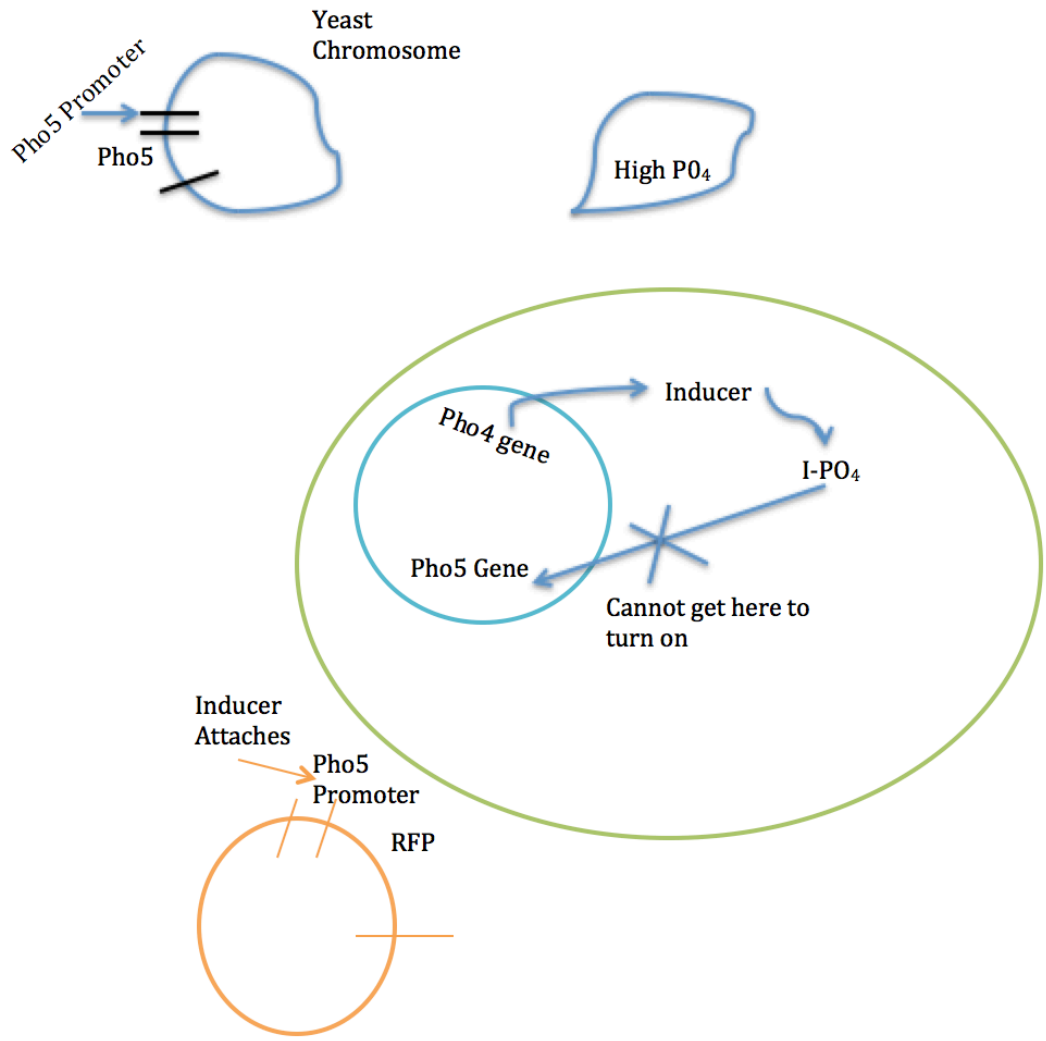 Yeast
Chromosome
Pho5 Promoter
Pho5
High P0₄
Pho4 gene
Inducer
I-PO₄
Pho5 Gene
Cannot get here to
turn on
Inducer
Attaches
Pho5
Promoter
RFP